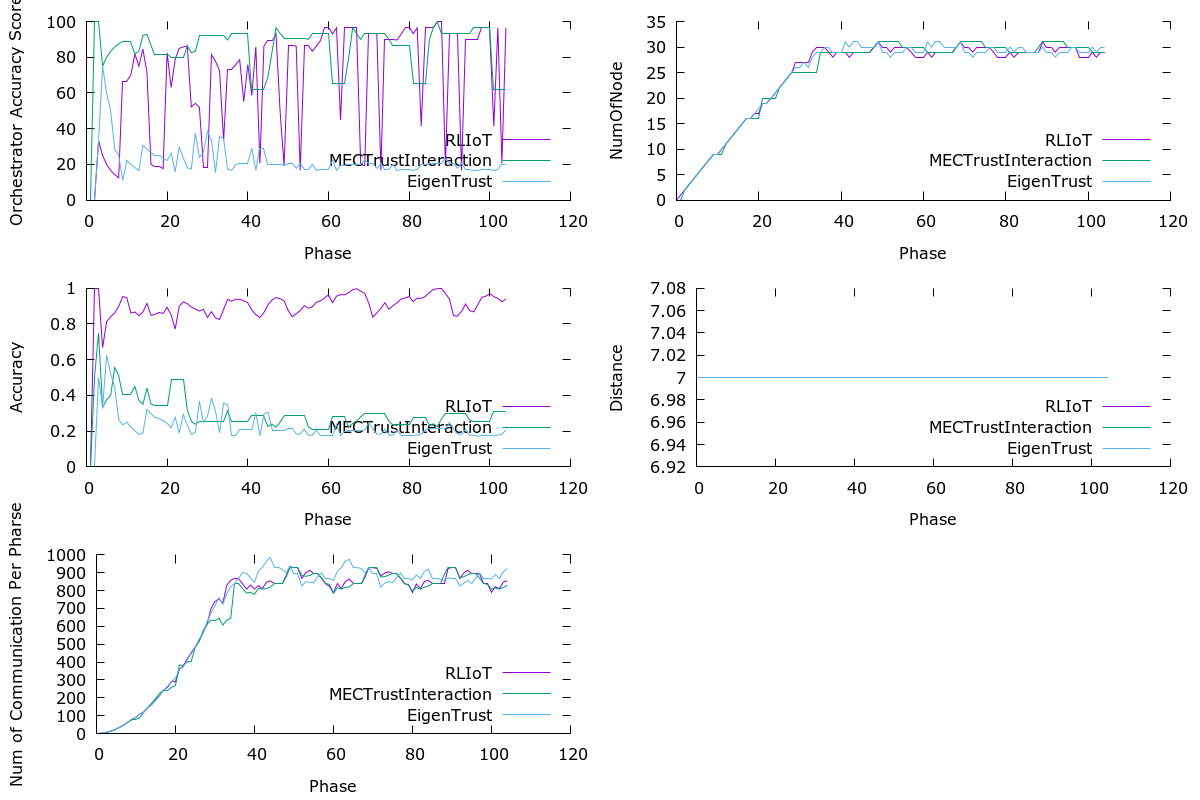 Orchestrator Accuracy Score
100
80
60
40
20
0
RLIoT
MECTrustInteraction
EigenTrust
0 20 40 60 80 100 120
Phase
NumOfNode
35
30
25
20
15
10
5
0
RLIoT
MECTrustInteraction
EigenTrust
0 20 40 60 80 100 120
Phase
Accuracy
1
0.8
0.6
0.4
0.2
0
RLIoT
MECTrustInteraction
EigenTrust
0 20 40 60 80 100 120
Phase
Distance
7.08
7.06
7.04
7.02
7
6.98
6.96
6.94
6.92
RLIoT
MECTrustInteraction
EigenTrust
0 20 40 60 80 100 120
Phase
Num of Communication Per Pharse
1000
900
800
700
600
500
400
300
200
100
0
RLIoT
MECTrustInteraction
EigenTrust
0 20 40 60 80 100 120
Phase